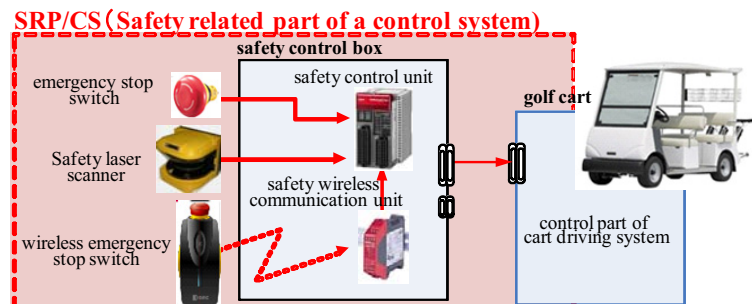 SRP/CS(Safety related part of a control system)
safety control box
emergency stop
switch
safety control unit
golf cart
Safety laser
scanner
safety wireless
communication unit
wireless emergency
stop switch
control part of
cart driving system